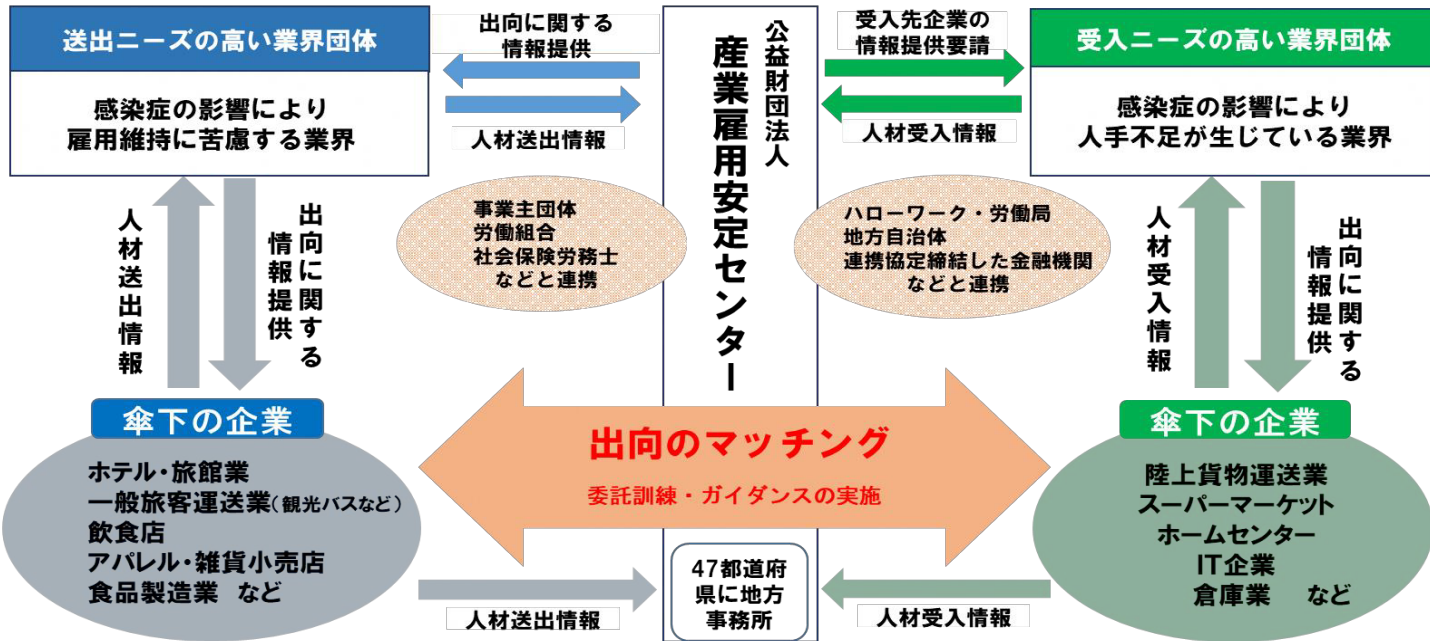 送出ニーズの高い業界団体
感染症の影響により
雇用維持に苦慮する業界
出向に関する
情報提供
人材送出情報
公益財団法人
産業雇用安定センター
受入先企業の
情報提供要請
人材受入情報
受入ニーズの高い業界団体
感染症の影響により
人手不足が生じている業界
人材送出情報
出向に関する
情報提供
事業主団体
労働組合
社会保険労務士
などと連携
ハローワーク・労働局
地方自治体
連携協定締結した金融機関
などと連携
人材受入情報
出向に関する
情報提供
傘下の企業
ホテル・旅館業
一般旅客運送業(観光バスなど)
飲食店
アパレル・雑貨小売店
食品製造業 など
出向のマッチング
委託訓練・ガイダンスの実施
傘下の企業
陸上貨物運送業
スーパーマーケット
ホームセンター
IT企業
倉庫業 など
人材送出情報
47都道府
県に地方
事務所
人材受入情報